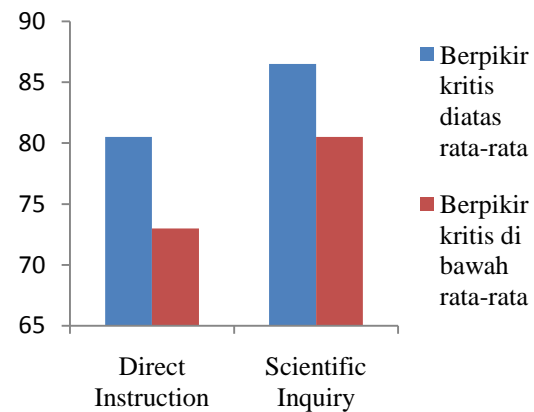 90
85
80
75
70
65
Direct
Instruction
Scientific
Inquiry
Berpikir
kritis
diatas
rata-rata
Berpikir
kritis di
bawah
rata-rata